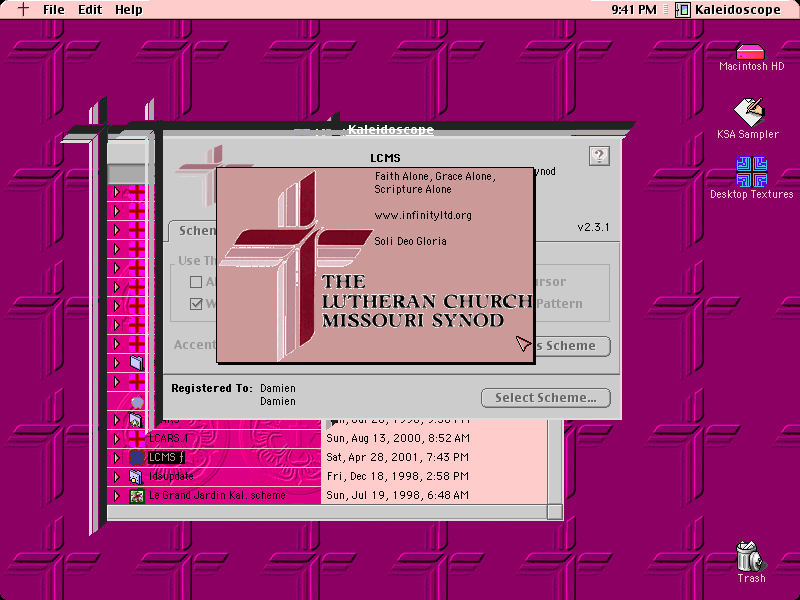 File Edit Help
9:41 PM Kaleidoscope
Macintosh HD
KSA Sampler
Desktop Textures
Kaleidoscope
?
LCMS
ynod
Faith Alone, Grace Alone,
Scripture Alone
www.infinityltd.org
v2.3.1
Soli Deo Gloria
THE
LUTHERAN CHURCH
MISSOURI SYNOD
Schem
Use Th
ursor
Pattern
Accent
s Scheme
Registered To: Damien
Damien
Select Scheme...
LCARS.1 Sun, Aug 13, 2000, 8:52 AM
LCMS ƒ Sat, Apr 28, 2001, 7:43 PM
ldsupdate Fri, Dec 18, 1998, 2:58 PM
Le Grand Jardin Kal. scheme Sun, Jul 19, 1998, 6:48 AM
Trash